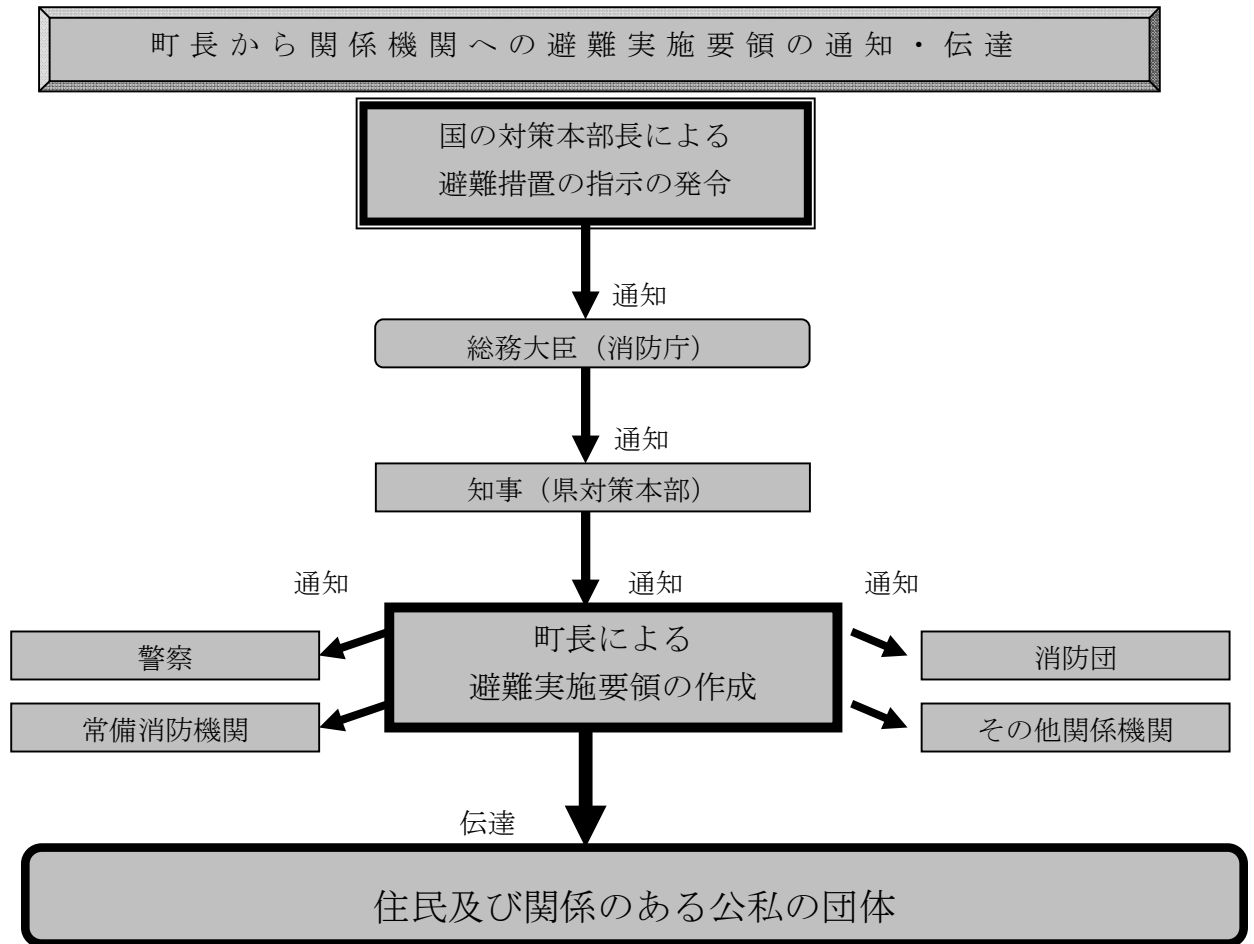 町長から関係機関への避難実施要領の通知・伝達
国の対策本部長による
避難措置の指示の発令
通知
総務大臣（消防庁）
通知
知事（県対策本部）
通知
通知
通知
町長による
避難実施要領の作成
警察
消防団
常備消防機関
その他関係機関
伝達
住民及び関係のある公私の団体